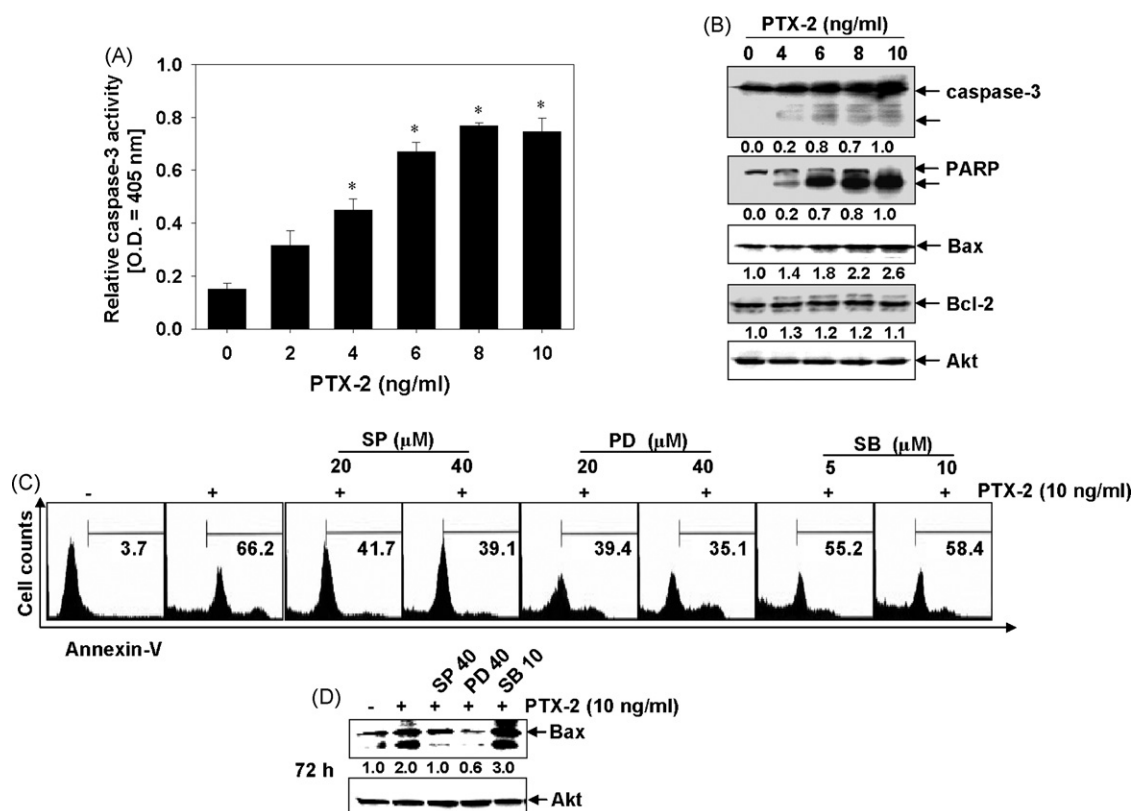 (A)
Relative caspase-3 activity
[O.D. = 405 nm]
1.0
0.8
0.6
0.4
0.2
0.0
* * * *
0 2 4 6 8 10
PTX-2 (ng/ml)
(B)
PTX-2 (ng/ml)
0 4 6 8 10
caspase-3
0.0 0.2 0.8 0.7 1.0
PARP
0.0 0.2 0.7 0.8 1.0
Bax
1.0 1.4 1.8 2.2 2.6
Bcl-2
1.0 1.3 1.2 1.2 1.1
Akt
(C)
SP (μM) PD (μM) SB (μM)
20 40 20 40 5 10
- + + + + + + + PTX-2 (10 ng/ml)
Cell counts
3.7 66.2 41.7 39.1 39.4 35.1 55.2 58.4
Annexin-V
(D)
SP 40 PD 40 SB 10
- + + + + PTX-2 (10 ng/ml)
Bax
72 h 1.0 2.0 1.0 0.6 3.0
Akt